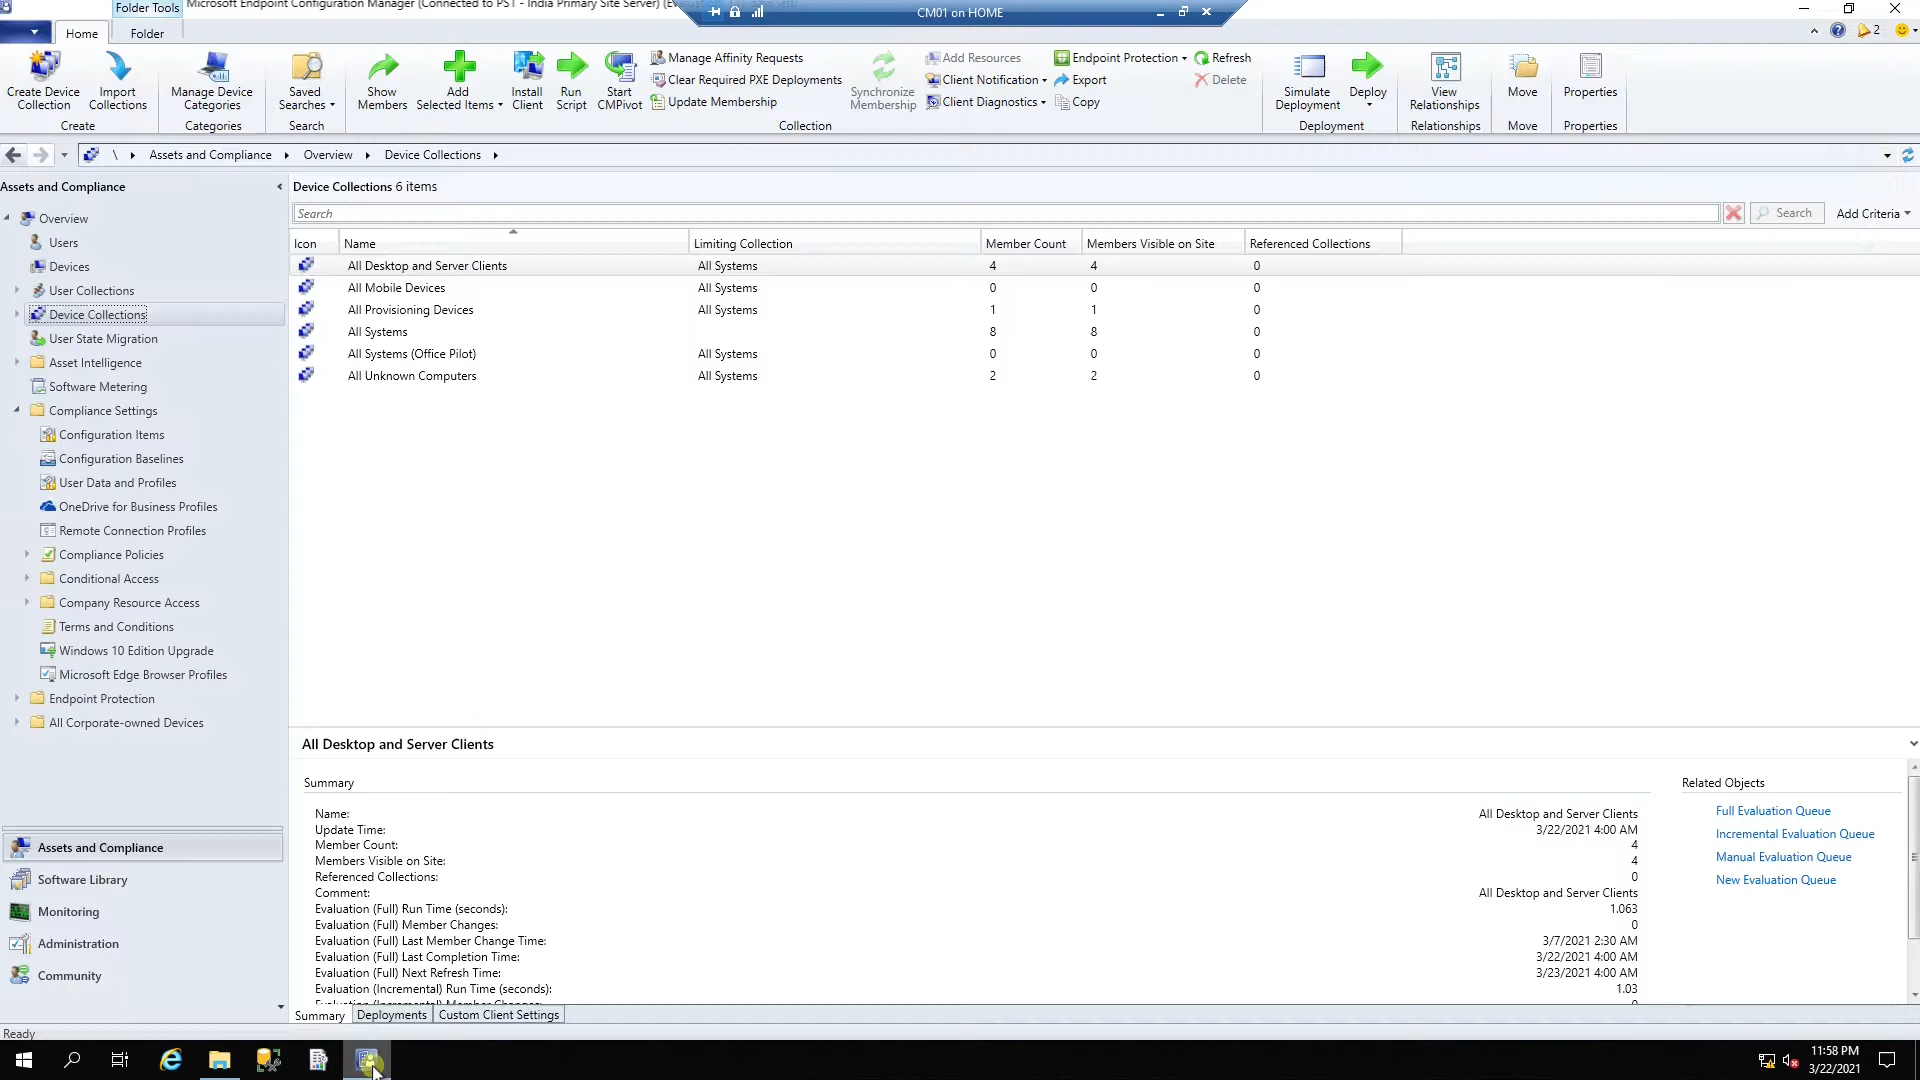 Folder Tools
Microsoft Endpoint Configuration Manager (Connected to PS1 - India Primary Site Server)
CM01 on HOME
Home
Folder
2
Create Device Collection
Import Collections
Create
Manage Device Categories
Categories
Saved Searches
Search
Show Members
Add Selected Items
Install Client
Run Script
Start CMPivot
Manage Affinity Requests
Clear Required PXE Deployments
Update Membership
Synchronize Membership
Add Resources
Client Notification
Client Diagnostics
Endpoint Protection
Export
Copy
Refresh
Delete
Collection
Simulate Deployment
Deploy
Deployment
View Relationships
Relationships
Move
Move
Properties
Properties
\ Assets and Compliance Overview Device Collections
Assets and Compliance
Overview
Users
Devices
User Collections
Device Collections
User State Migration
Asset Intelligence
Software Metering
Compliance Settings
Configuration Items
Configuration Baselines
User Data and Profiles
OneDrive for Business Profiles
Remote Connection Profiles
Compliance Policies
Conditional Access
Company Resource Access
Terms and Conditions
Windows 10 Edition Upgrade
Microsoft Edge Browser Profiles
Endpoint Protection
All Corporate-owned Devices
Assets and Compliance
Software Library
Monitoring
Administration
Community
Device Collections 6 items
Search
Search
Add Criteria
Icon Name Limiting Collection Member Count Members Visible on Site Referenced Collections
All Desktop and Server Clients All Systems 4 4 0
All Mobile Devices All Systems 0 0 0
All Provisioning Devices All Systems 1 1 0
All Systems 8 8 0
All Systems (Office Pilot) All Systems 0 0 0
All Unknown Computers All Systems 2 2 0
All Desktop and Server Clients
Summary
Name: All Desktop and Server Clients
Update Time: 3/22/2021 4:00 AM
Member Count: 4
Members Visible on Site: 4
Referenced Collections: 0
Comment: All Desktop and Server Clients
Evaluation (Full) Run Time (seconds): 1.063
Evaluation (Full) Member Changes: 0
Evaluation (Full) Last Member Change Time: 3/7/2021 2:30 AM
Evaluation (Full) Last Completion Time: 3/22/2021 4:00 AM
Evaluation (Full) Next Refresh Time: 3/23/2021 4:00 AM
Evaluation (Incremental) Run Time (seconds): 1.03
Evaluation (Incremental) Member Changes: 0
Related Objects
Full Evaluation Queue
Incremental Evaluation Queue
Manual Evaluation Queue
New Evaluation Queue
Summary Deployments Custom Client Settings
Ready
11:58 PM
3/22/2021